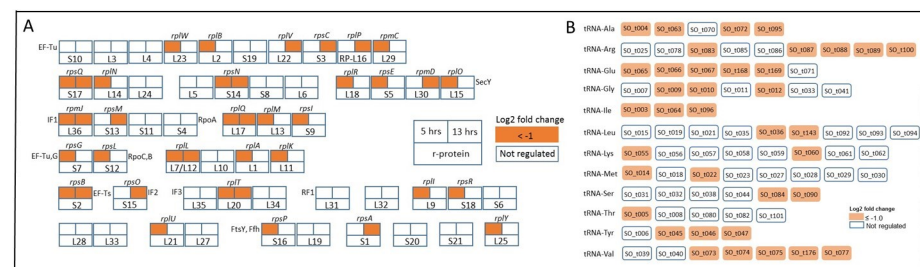 A
rplW rplB rplV rpsC rplP rpmC
EF-Tu
S10 L3 L4 L23 L2 S19 L22 S3 RP-L16 L29
rpsQ rplN rpsN rplR rpsE rpmD rplO
SecY
S17 L14 L24 L5 S14 S8 L6 L18 S5 L30 L15
rpmJ rpsM rplQ rplM rpsI
IF1 RpoA
L36 S13 S11 S4 L17 L13 S9
rpsG rpsL rplL rplA rplK
EF-Tu,G RpoC,B
S7 S12 L7/L12 L10 L1 L11
rpsB rpsO rplT rplI rpsR
EF-Ts IF2 IF3 RF1
S2 S15 L35 L20 L34 L31 L32 L9 S18 S6
rplU rpsP rpsA rplY
FtsY, Ffh
L28 L33 L21 L27 S16 L19 S1 S20 S21 L25
5 hrs 13 hrs
r-protein
Log2 fold change
< -1
Not regulated
B
tRNA-Ala SO_t004 SO_t063 SO_t070 SO_t072 SO_t095
tRNA-Arg SO_t025 SO_t078 SO_t083 SO_t085 SO_t086 SO_t087 SO_t088 SO_t089 SO_t100
tRNA-Glu SO_t065 SO_t066 SO_t067 SO_t168 SO_t169 SO_t071
tRNA-Gly SO_t007 SO_t009 SO_t010 SO_t011 SO_t012 SO_t033 SO_t041
tRNA-Ile SO_t003 SO_t064 SO_t096
tRNA-Leu SO_t015 SO_t019 SO_t021 SO_t035 SO_t036 SO_t143 SO_t092 SO_t093 SO_t094
tRNA-Lys SO_t055 SO_t056 SO_t057 SO_t058 SO_t059 SO_t060 SO_t061 SO_t062
tRNA-Met SO_t014 SO_t018 SO_t022 SO_t023 SO_t027 SO_t028 SO_t029 SO_t030
tRNA-Ser SO_t031 SO_t032 SO_t038 SO_t044 SO_t084 SO_t090
tRNA-Thr SO_t005 SO_t008 SO_t080 SO_t082 SO_t101
tRNA-Tyr SO_t006 SO_t045 SO_t046 SO_t047
tRNA-Val SO_t039 SO_t040 SO_t073 SO_t074 SO_t075 SO_t176 SO_t077
Log2 fold change
≤ -1.0
Not regulated